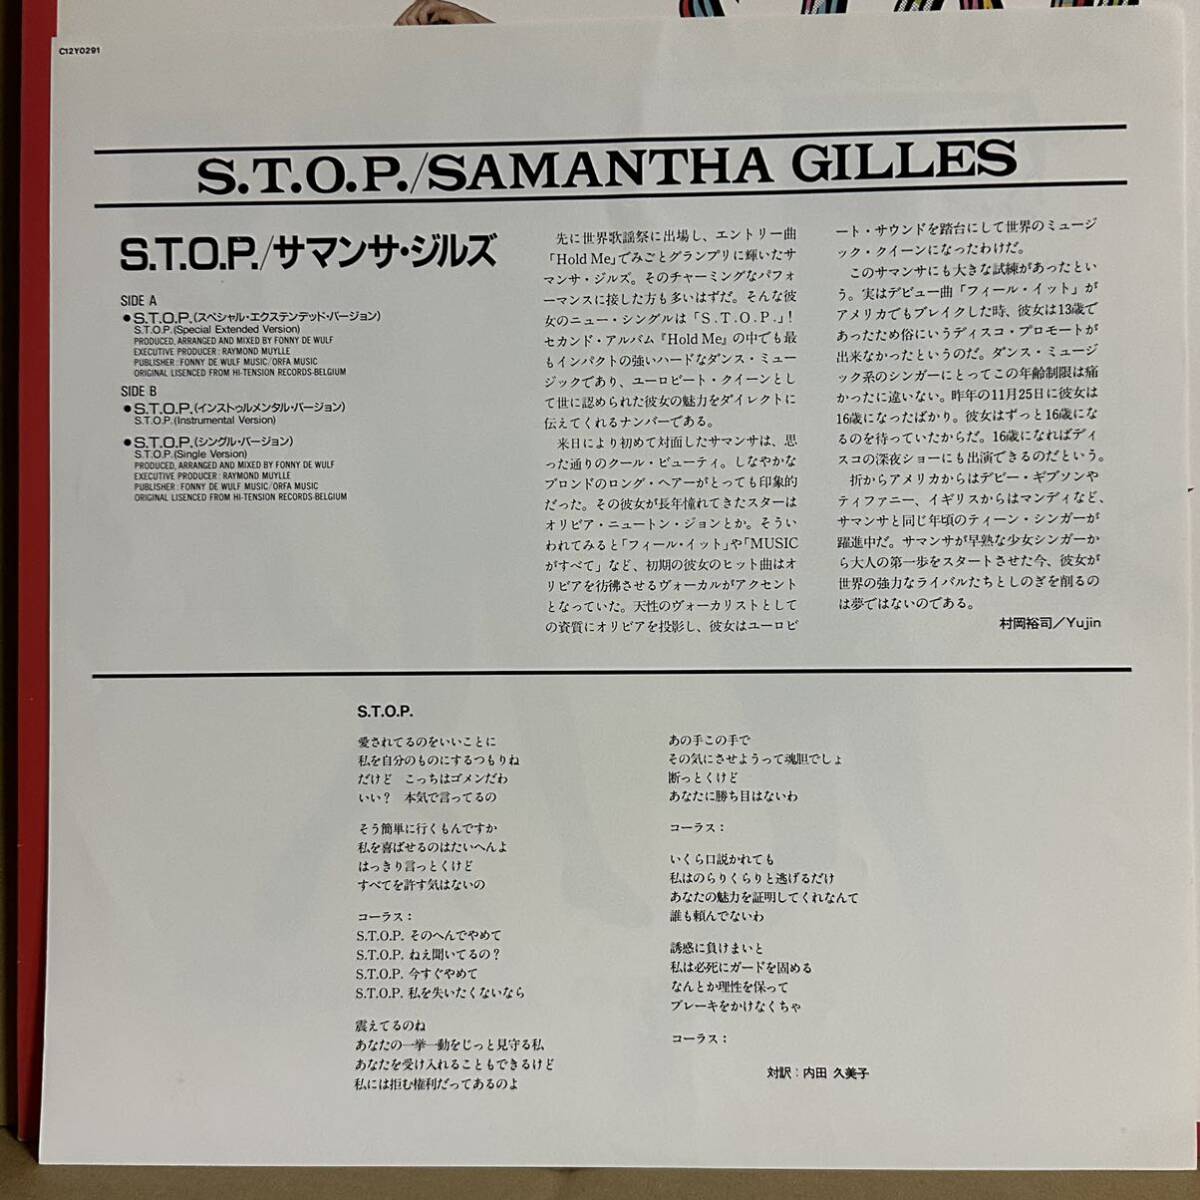 C12Y0291
S.T.O.P./SAMANTHA GILLES
S.T.O.P./サマンサ・ジルズ
SIDE A
●S.T.O.P.(スペシャル・エクステンデッド・バージョン)
S.T.O.P.(Special Extended Version)
PRODUCED, ARRANGED AND MIXED BY FONNY DE WULF
EXECUTIVE PRODUCER : RAYMOND MUYLLE
PUBLISHER : FONNY DE WULF MUSIC/ORFA MUSIC
ORIGINAL LISENCED FROM HI-TENSION RECORDS-BELGIUM
SIDE B
●S.T.O.P.(インストゥルメンタル・バージョン)
S.T.O.P.(Instrumental Version)
●S.T.O.P.(シングル・バージョン)
S.T.O.P.(Single Version)
PRODUCED, ARRANGED AND MIXED BY FONNY DE WULF
EXECUTIVE PRODUCER : RAYMOND MUYLLE
PUBLISHER : FONNY DE WULF MUSIC/ORFA MUSIC
ORIGINAL LISENCED FROM HI-TENSION RECORDS-BELGIUM
先に世界歌謡祭に出場し、エントリー曲
「Hold Me」でみごとグランプリに輝いたサ
マンサ・ジルズ。そのチャーミングなパフォ
ーマンスに接した方も多いはずだ。そんな彼
女のニュー・シングルは「S.T.O.P.」!
セカンド・アルバム『Hold Me』の中でも最
もインパクトの強いハードなダンス・ミュー
ジックであり、ユーロビート・クイーンとし
て世に認められた彼女の魅力をダイレクトに
伝えてくれるナンバーである。
来日により初めて対面したサマンサは、思
った通りのクール・ビューティ。しなやかな
ブロンドのロング・ヘアーがとっても印象的
だった。その彼女が長年憧れてきたスターは
オリビア・ニュートン・ジョンとか。そうい
われてみると「フィール・イット」や「MUSIC
がすべて」など、初期の彼女のヒット曲はオ
リビアを彷彿させるヴォーカルがアクセント
となっていた。天性のヴォーカリストとして
の資質にオリビアを投影し、彼女はユーロビ
ート・サウンドを踏台にして世界のミュージ
ック・クイーンになったわけだ。
このサマンサにも大きな試練があったとい
う。実はデビュー曲「フィール・イット」が
アメリカでもブレイクした時、彼女は13歳で
あったため俗にいうディスコ・プロモートが
出来なかったというのだ。ダンス・ミュージ
ック系のシンガーにとってこの年齢制限は痛
かったに違いない。昨年の11月25日に彼女は
16歳になったばかり。彼女はずっと16歳にな
るのを待っていたからだ。16歳になればディ
スコの深夜ショーにも出演できるのだという。
折からアメリカからはデビー・ギブソンや
ティファニー、イギリスからはマンディなど、
サマンサと同じ年頃のティーン・シンガーが
躍進中だ。サマンサが早熟な少女シンガーか
ら大人の第一歩をスタートさせた今、彼女が
世界の強力なライバルたちとしのぎを削るの
は夢ではないのである。
村岡裕司/Yujin
S.T.O.P.
愛されてるのをいいことに
私を自分のものにするつもりね
だけど　こっちはゴメンだわ
いい?　本気で言ってるの
そう簡単に行くもんですか
私を喜ばせるのはたいへんよ
はっきり言っとくけど
すべてを許す気はないの
コーラス:
S.T.O.P. そのへんでやめて
S.T.O.P. ねえ聞いてるの?
S.T.O.P. 今すぐやめて
S.T.O.P. 私を失いたくないなら
震えてるのね
あなたの一挙一動をじっと見守る私
あなたを受け入れることもできるけど
私には拒む権利だってあるのよ
あの手この手で
その気にさせようって魂胆でしょ
断っとくけど
あなたに勝ち目はないわ
コーラス:
いくら口説かれても
私はのらりくらりと逃げるだけ
あなたの魅力を証明してくれなんて
誰も頼んでないわ
誘惑に負けまいと
私は必死にガードを固める
なんとか理性を保って
ブレーキをかけなくちゃ
コーラス:
対訳:内田 久美子